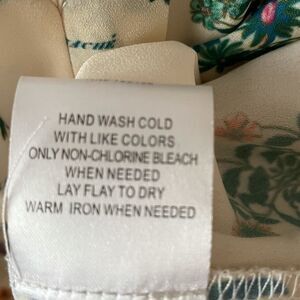 HAND WASH COLD
WITH LIKE COLORS
ONLY NON-CHLORINE BLEACH
WHEN NEEDED
LAY FLAY TO DRY
WARM IRON WHEN NEEDED